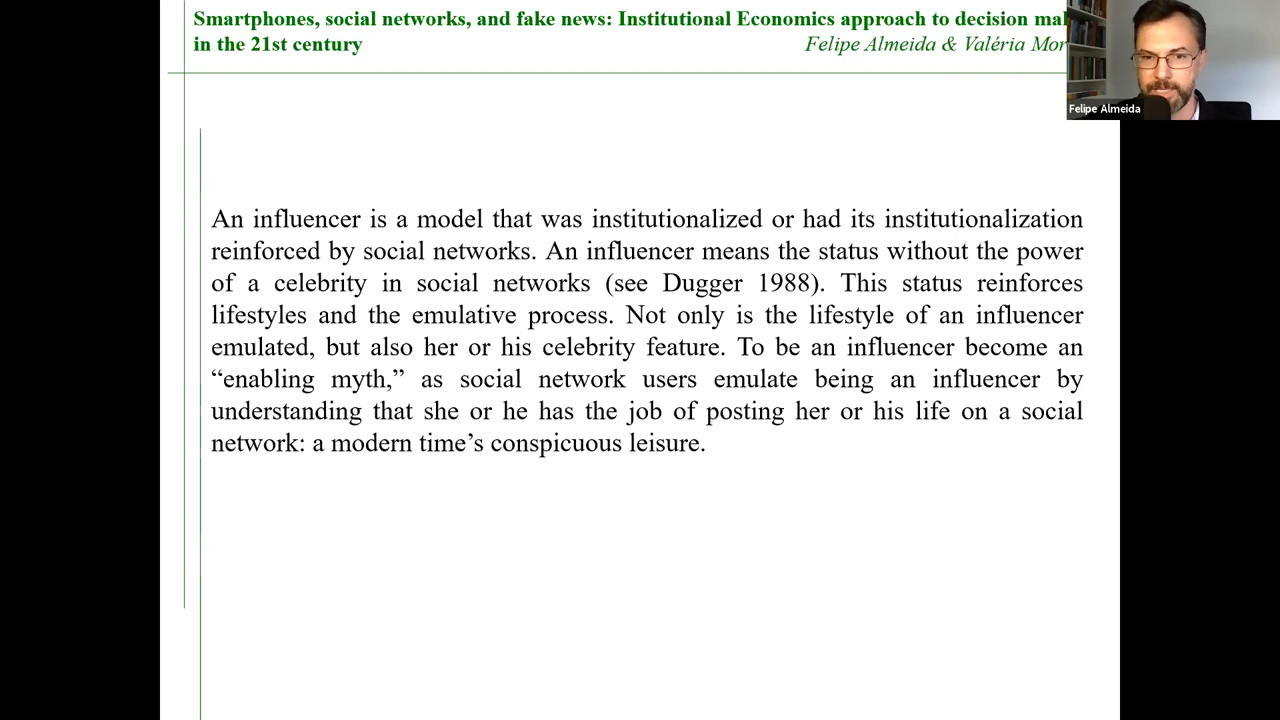 Smartphones, social networks, and fake news: Institutional Economics approach to decision
in the 21st century
Felipe Almeida & Valéria
Felipe Almeida
An influencer is a model that was institutionalized or had its institutionalization
reinforced by social networks. An influencer means the status without the power
of a celebrity in social networks (see Dugger 1988). This status reinforces
lifestyles and the emulative process. Not only is the lifestyle of an influencer
emulated, but also her or his celebrity feature. To be an influencer become an
“enabling myth,” as social network users emulate being an influencer by
understanding that she or he has the job of posting her or his life on a social
network: a modern time’s conspicuous leisure.